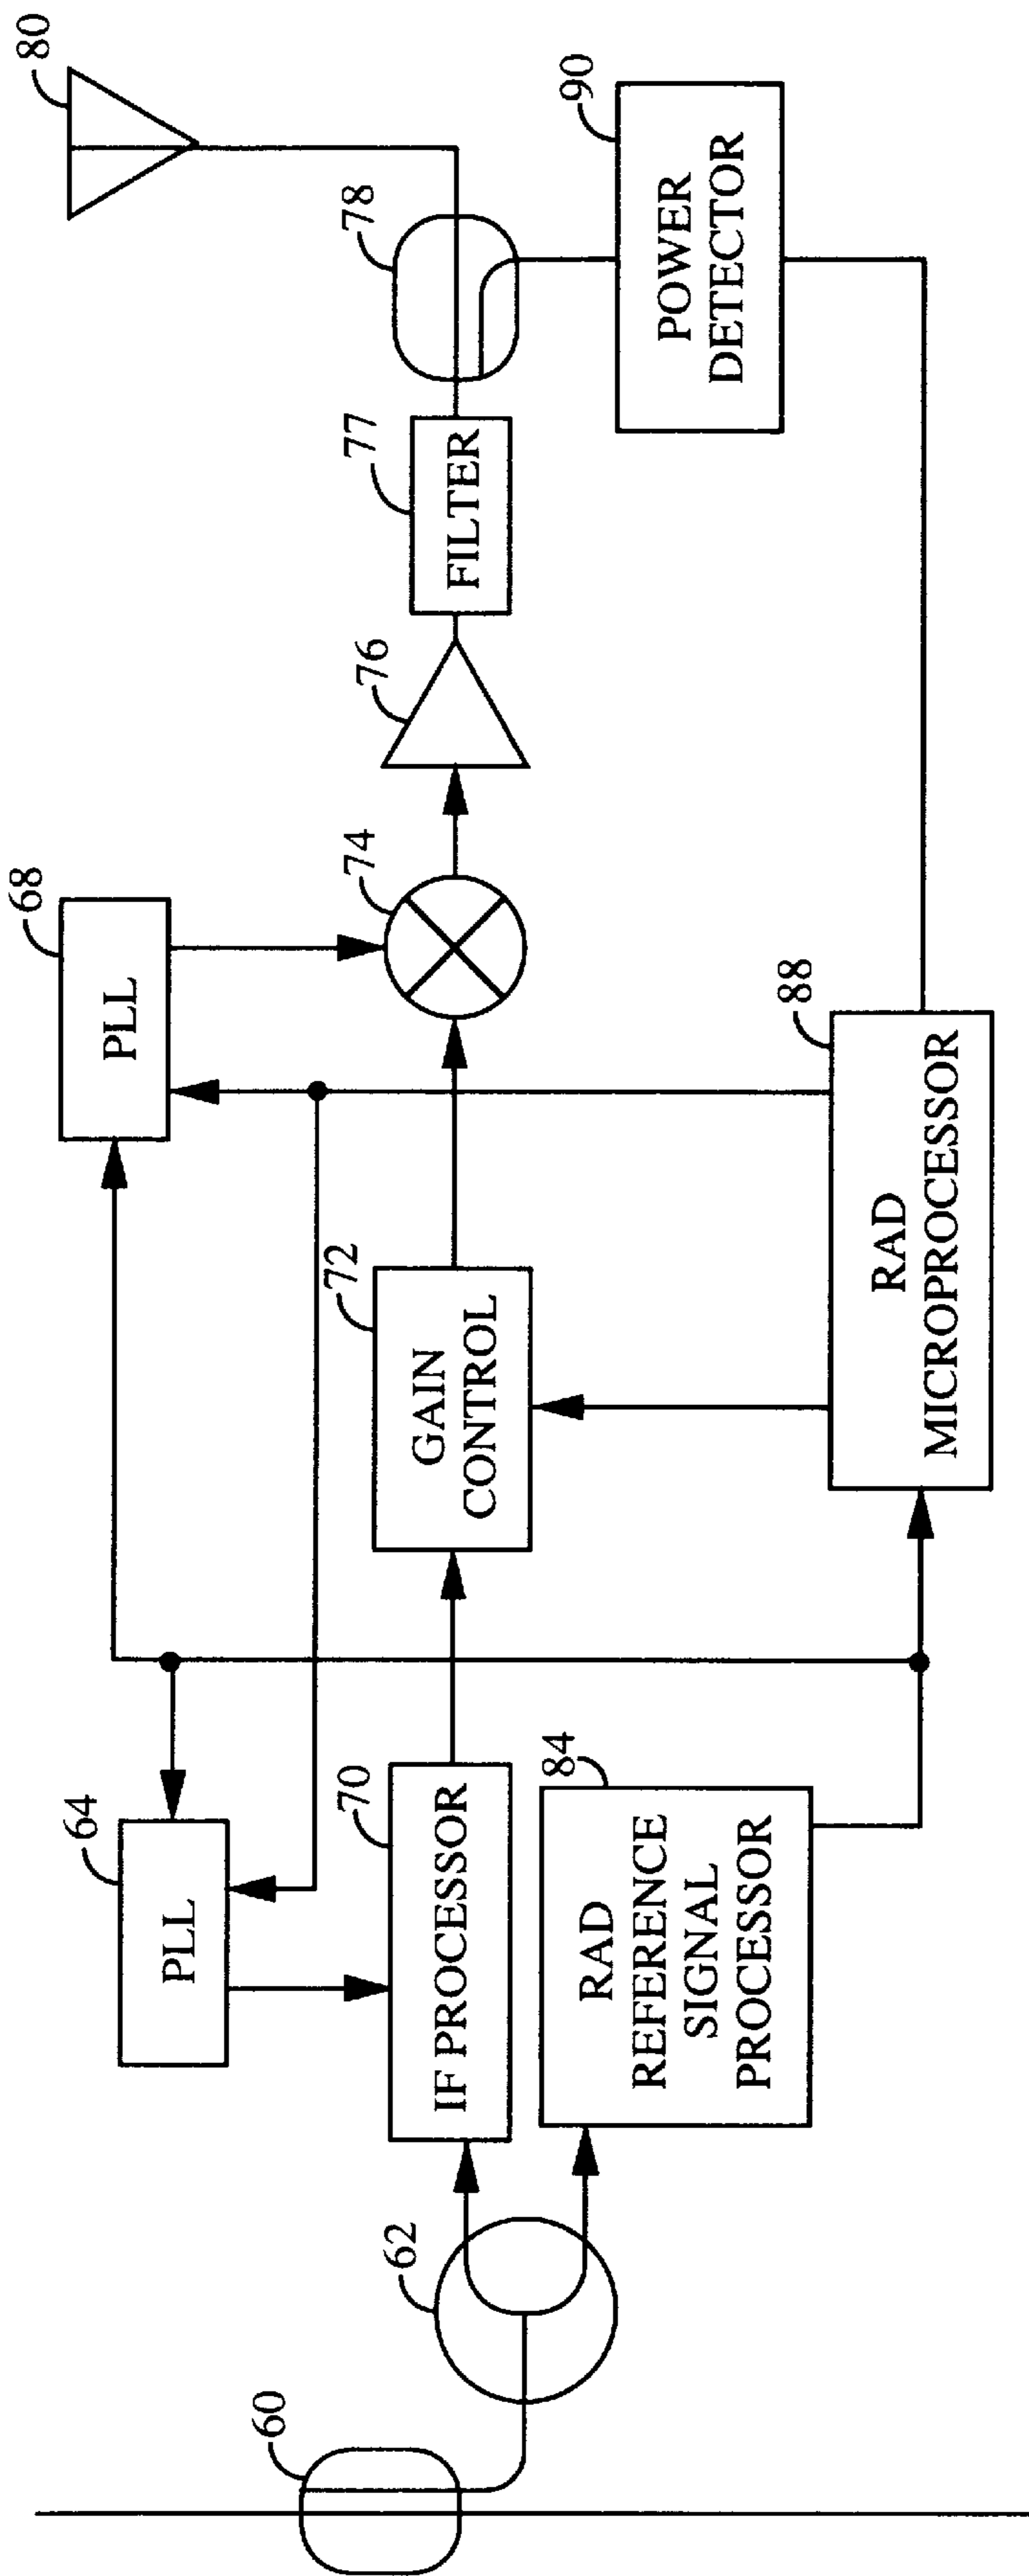 80
68
PLL
64
PLL
78
77
FILTER
76
74
72
GAIN
CONTROL
70
IF PROCESSOR
62
60
90
POWER
DETECTOR
88
RAD
MICROPROCESSOR
84
RAD
REFERENCE
SIGNAL
PROCESSOR